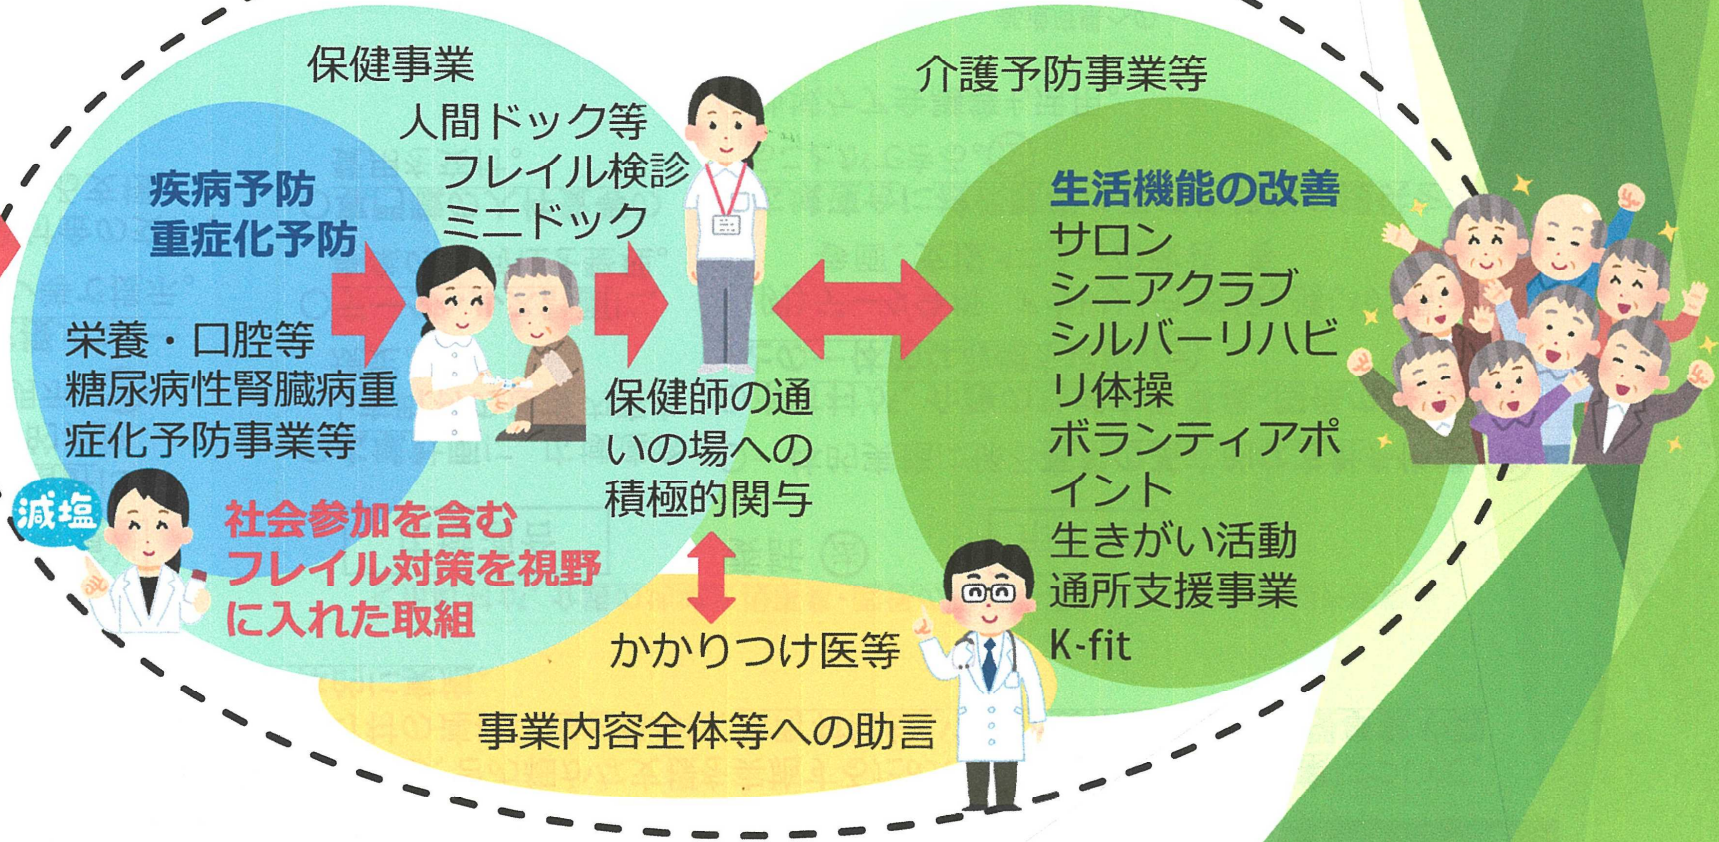 保健事業
人間ドック等
フレイル検診
ミニドック
疾病予防
重症化予防
栄養・口腔等
糖尿病性腎臓病重
症化予防事業等
減塩
社会参加を含む
フレイル対策を視野
に入れた取組
保健師の通
いの場への
積極的関与
かかりつけ医等
事業内容全体等への助言
介護予防事業等
生活機能の改善
サロン
シニアクラブ
シルバーリハビ
リ体操
ボランティアポ
イント
生きがい活動
通所支援事業
K-fit